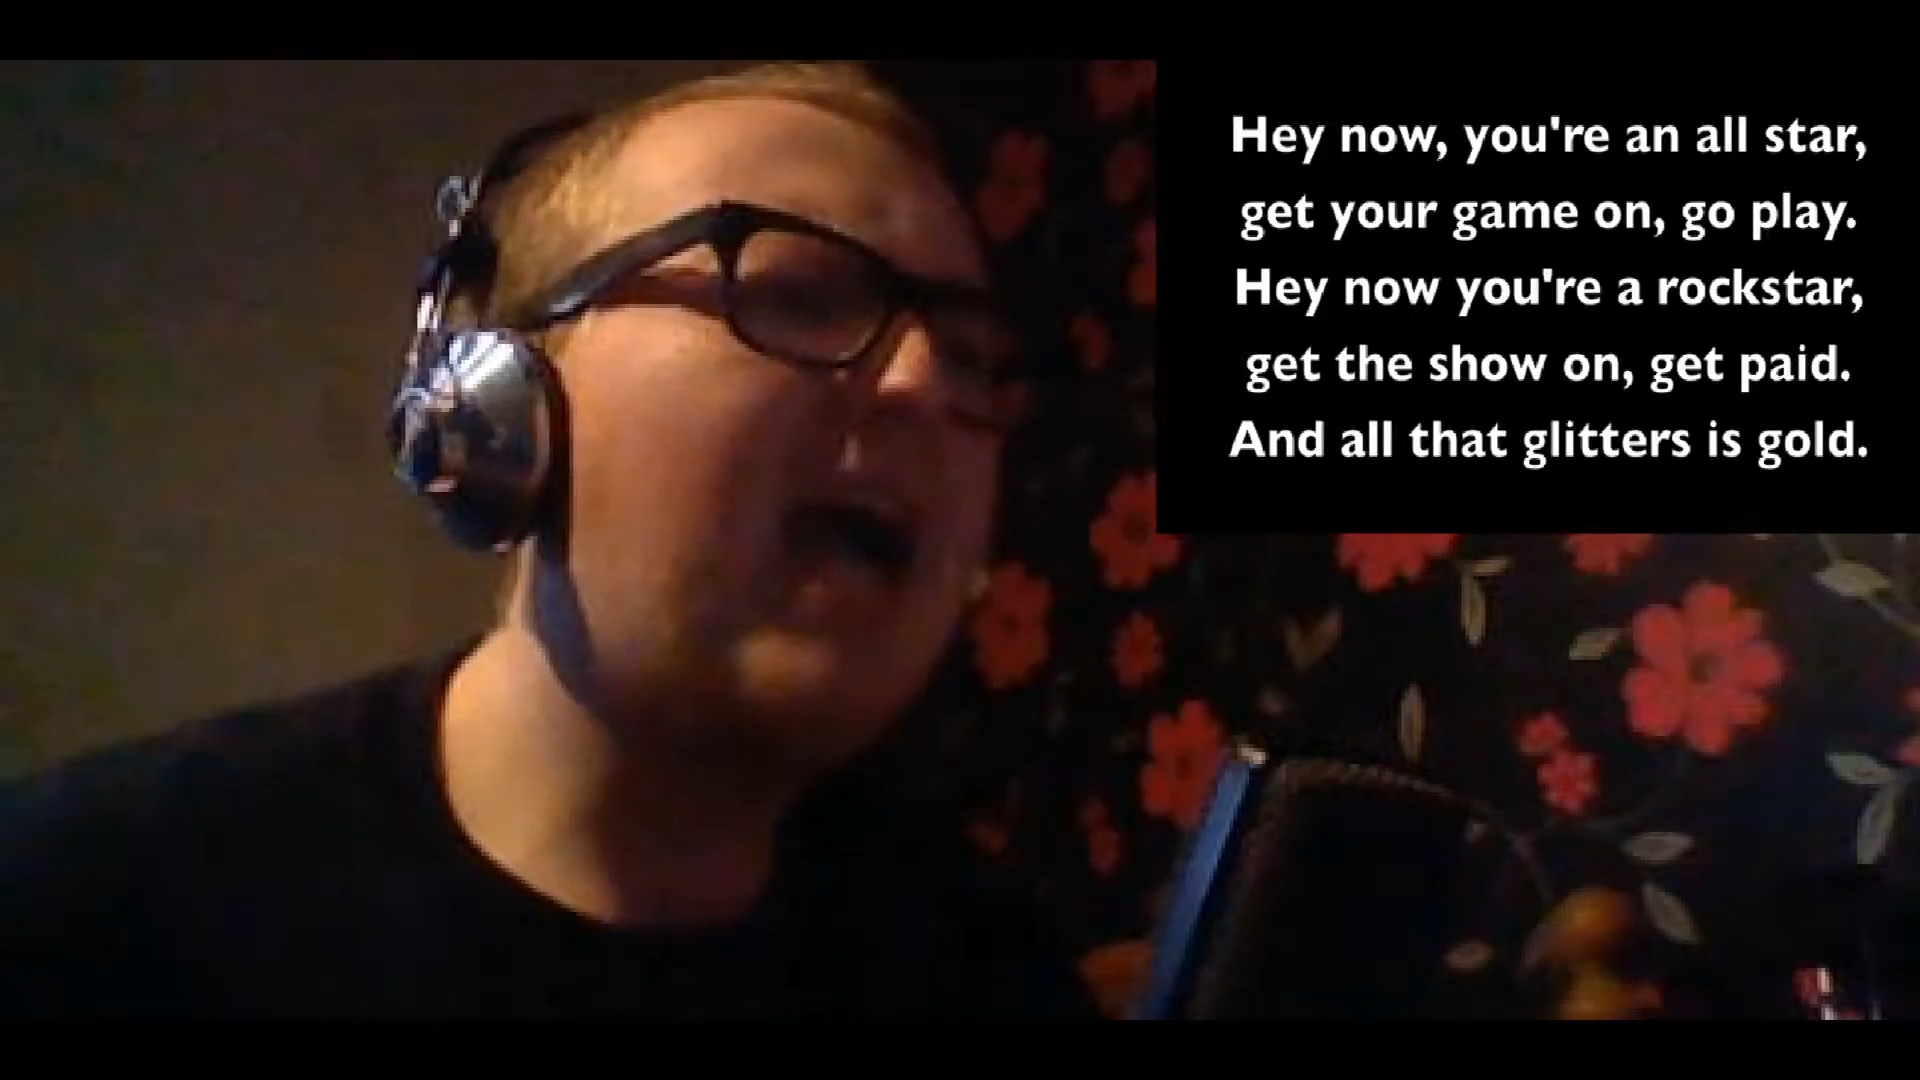 Hey now, you're an all star,
get your game on, go play.
Hey now you're a rockstar,
get the show on, get paid.
And all that glitters is gold.